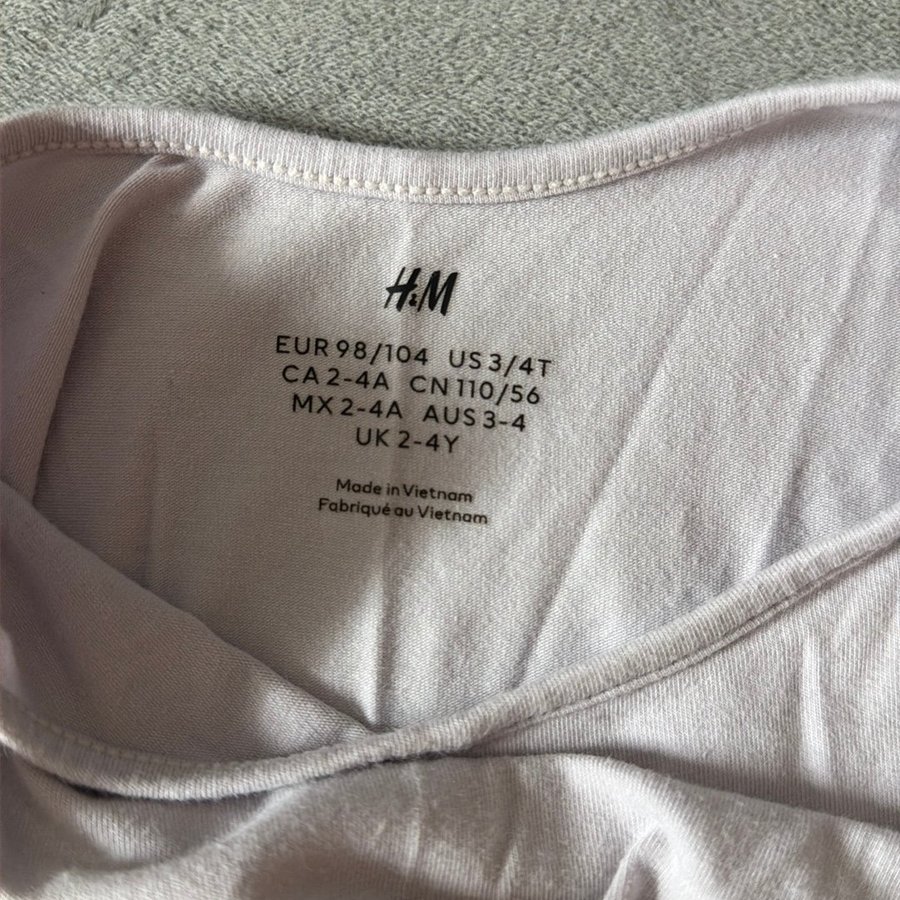 H&M
EUR 98/104 US 3/4T
CA 2-4A CN 110/56
MX 2-4A AUS 3-4
UK 2-4Y
Made in Vietnam
Fabriqué au Vietnam